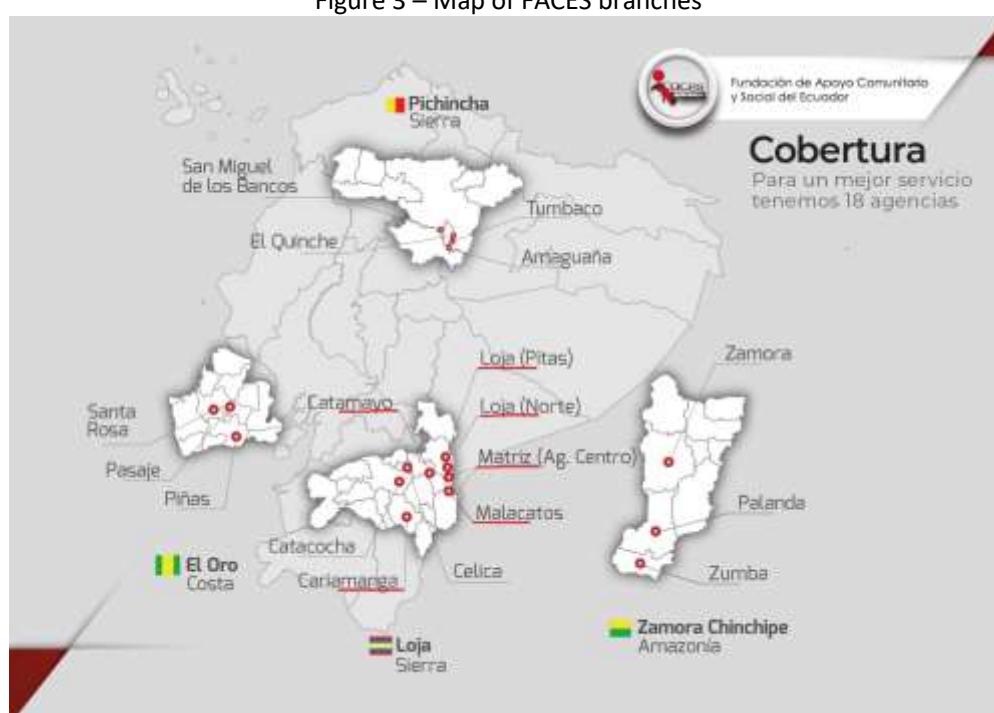 Figure 3 – Map of FACES branches
FACES
Fundación de Apoyo Comunitario
y Social del Ecuador
Cobertura
Para un mejor servicio
tenemos 18 agencias
Pichincha
Sierra
San Miguel
de los Bancos
Tumbaco
El Quinche
Amaguaña
Loja (Pitas)
Zamora
Catamayo
Loja (Norte)
Santa
Rosa
Matriz (Ag. Centro)
Pasaje
Piñas
Malacatos
Palanda
Catacocha
Celica
Zumba
Cariamanga
El Oro
Costa
Loja
Sierra
Zamora Chinchipe
Amazonía